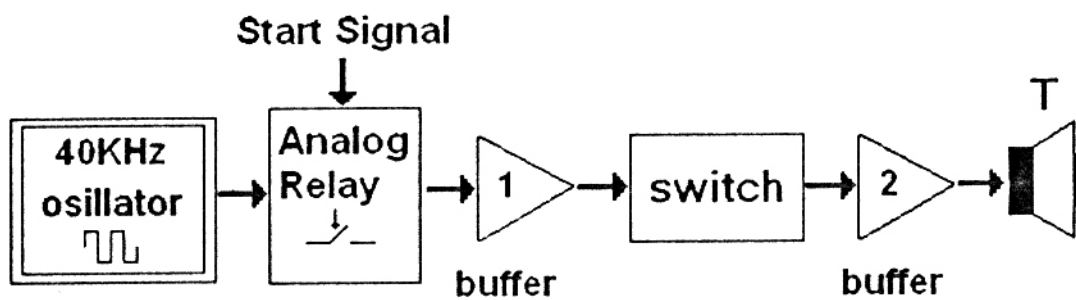 Start Signal
T
40KHz
osillator
Analog
Relay
1
switch
2
buffer
buffer